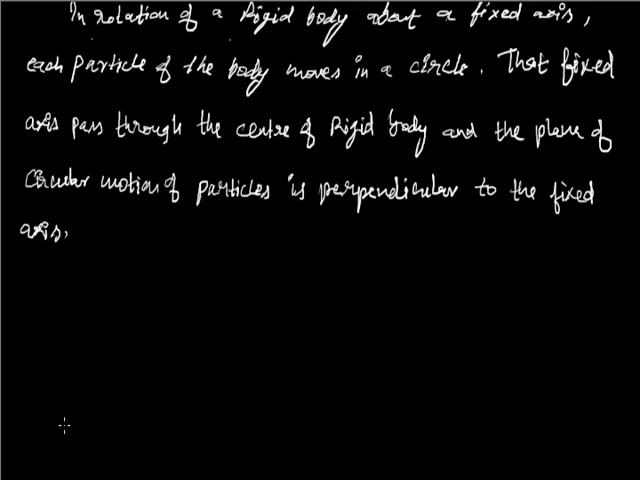 In rotation of a Rigid body about a fixed axis,
each Particle of the body moves in a circle. That fixed
axis pass through the centre of Rigid body and the plane of
Circular motion of particles is perpendicular to the fixed
axis.